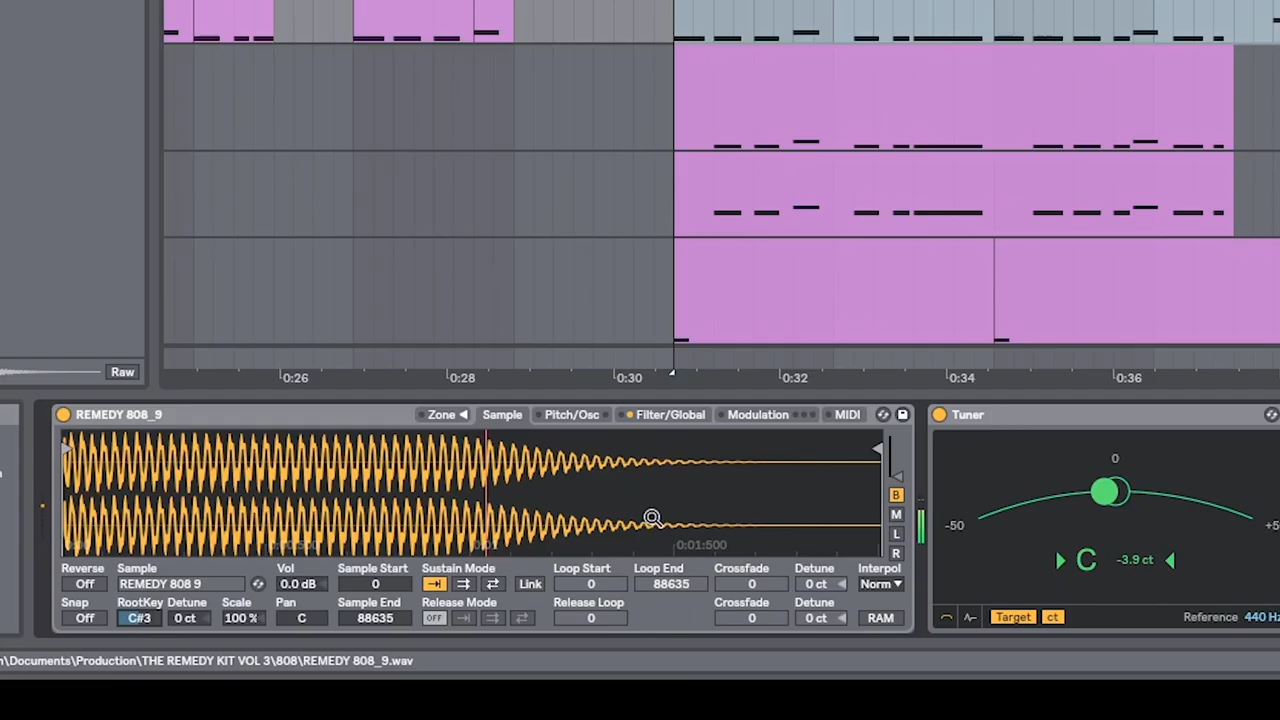 Raw
0:26 0:28 0:30 0:32 0:34 0:36
REMEDY 808_9 Zone Sample Pitch/Osc Filter/Global Modulation MIDI
Tuner
0
B
M
L
R
-50
C -3.9 ct
0:01:500
Reverse Sample Vol Sample Start Sustain Mode Loop Start Loop End Crossfade Detune Interpol
Off REMEDY 808 9 0.0 dB 0 Link 0 88635 0 0 ct Norm
Snap RootKey Detune Scale Pan Sample End Release Mode Release Loop Crossfade Detune
Off C#3 0 ct 100 % C 88635 OFF 0 0 0 ct RAM
Target ct Reference 440 Hz
\Documents\Production\THE REMEDY KIT VOL 3\808\REMEDY 808_9.wav